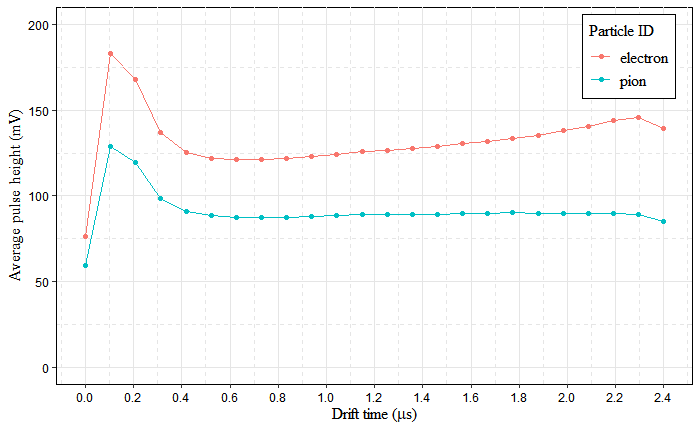 Particle ID
electron
pion
200
150
100
50
0
Average pulse height (mV)
0.0 0.2 0.4 0.6 0.8 1.0 1.2 1.4 1.6 1.8 2.0 2.2 2.4
Drift time (μs)